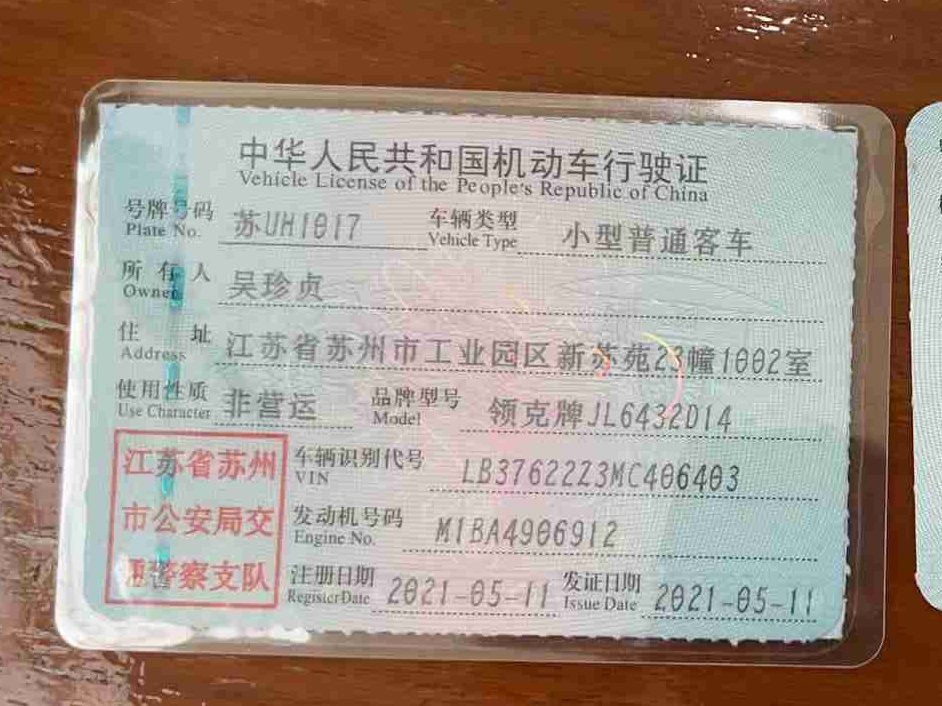 中华人民共和国机动车行驶证
Vehicle License of the People's Republic of China
号牌号码 苏UH1017 车辆类型 小型普通客车
Plate No. Vehicle Type
所有人 吴珍贞
Owner
住址 江苏省苏州市工业园区新苏苑23幢1002室
Address
使用性质 非营运 品牌型号 领克牌JL6432D14
Use Character Model
江苏省苏州
市公安局交
通警察支队
车辆识别代号 LB37622Z3MC406403
VIN
发动机号码 M1BA4906912
Engine No.
注册日期 2021-05-11 发证日期 2021-05-11
Register Date Issue Date